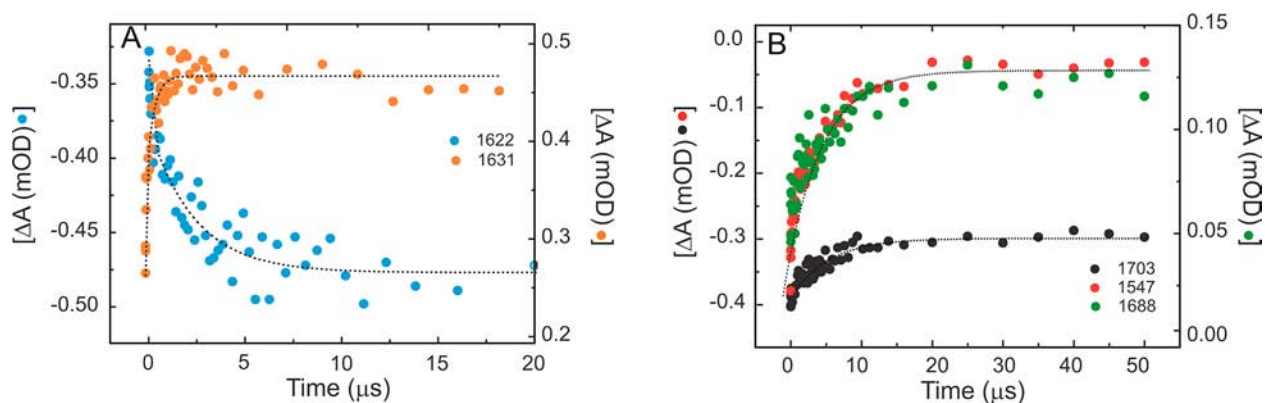 A
-0.35
-0.40
-0.45
-0.50
[ΔA (mOD)
0.5
0.4
0.3
0.2
[ΔA (mOD)
1622
1631
0 5 10 15 20
Time (μs)
B
0.0
-0.1
-0.2
-0.3
-0.4
[ΔA (mOD)
0.15
0.10
0.05
0.00
[ΔA (mOD)
1703
1547
1688
0 10 20 30 40 50
Time (μs)